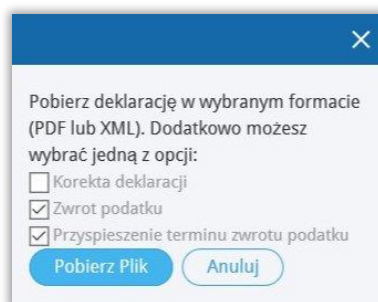 Pobierz deklarację w wybranym formacie
(PDF lub XML). Dodatkowo możesz
wybrać jedną z opcji:
Korekta deklaracji
Zwrot podatku
Przyspieszenie terminu zwrotu podatku
Pobierz Plik Anuluj